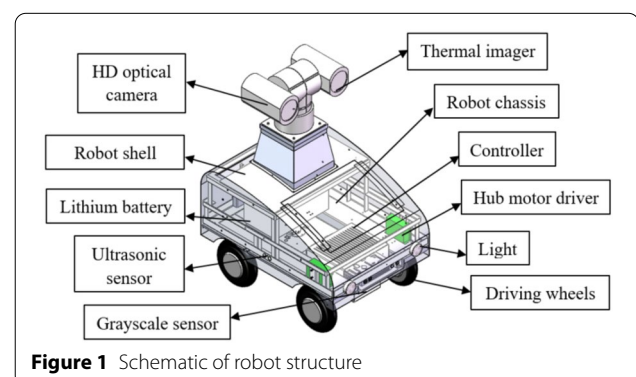 HD optical
camera
Robot shell
Lithium battery
Ultrasonic
sensor
Grayscale sensor
Thermal imager
Robot chassis
Controller
Hub motor driver
Light
Driving wheels
Figure 1 Schematic of robot structure